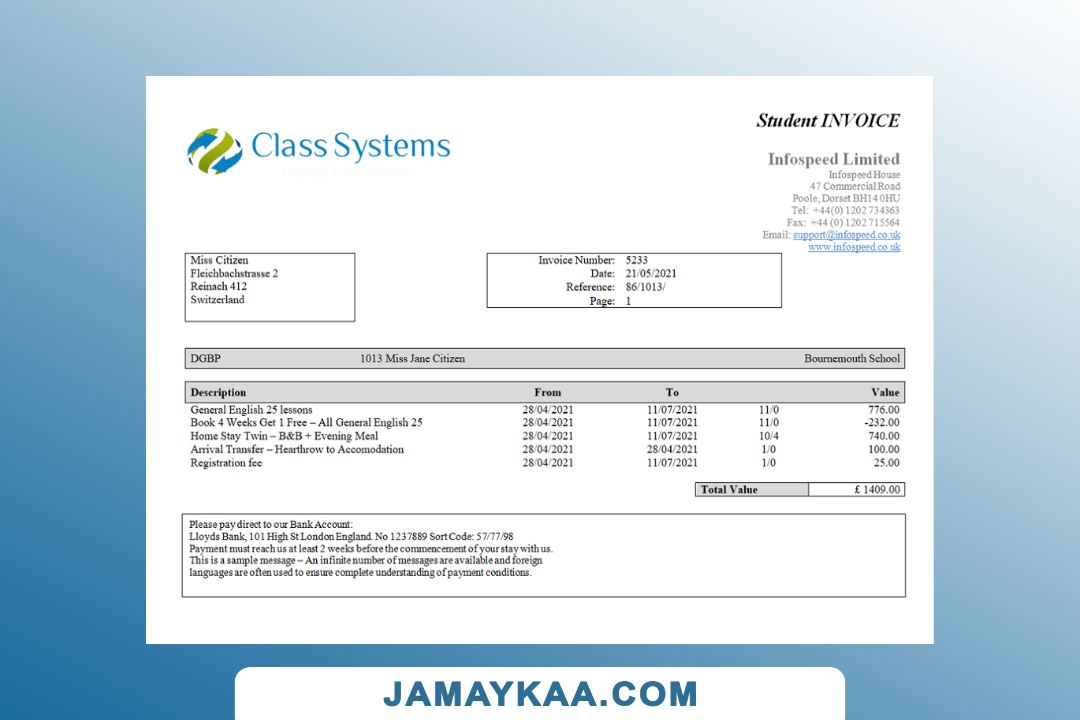 Student INVOICE
Class Systems
Language School Software
Infospeed Limited
Infospeed House
47 Commercial Road
Poole, Dorset BH14 0HU
Tel: +44(0) 1202 734363
Fax: +44 (0) 1202 715564
Email: support@infospeed.co.uk
www.infospeed.co.uk
Miss Citizen
Fleichbachstrasse 2
Reinach 412
Switzerland
Invoice Number: 5233
Date: 21/05/2021
Reference: 86/1013/
Page: 1
DGBP 1013 Miss Jane Citizen Bournemouth School
Description From To Value
General English 25 lessons 28/04/2021 11/07/2021 11/0 776.00
Book 4 Weeks Get 1 Free – All General English 25 28/04/2021 11/07/2021 11/0 -232.00
Home Stay Twin – B&B + Evening Meal 28/04/2021 11/07/2021 10/4 740.00
Arrival Transfer – Hearthrow to Accomodation 28/04/2021 28/04/2021 1/0 100.00
Registration fee 28/04/2021 11/07/2021 1/0 25.00
Total Value £ 1409.00
Please pay direct to our Bank Account:
Lloyds Bank, 101 High St London England. No 1237889 Sort Code: 57/77/98
Payment must reach us at least 2 weeks before the commencement of your stay with us.
This is a sample message – An infinite number of messages are available and foreign
languages are often used to ensure complete understanding of payment conditions.
JAMAYKAA.COM